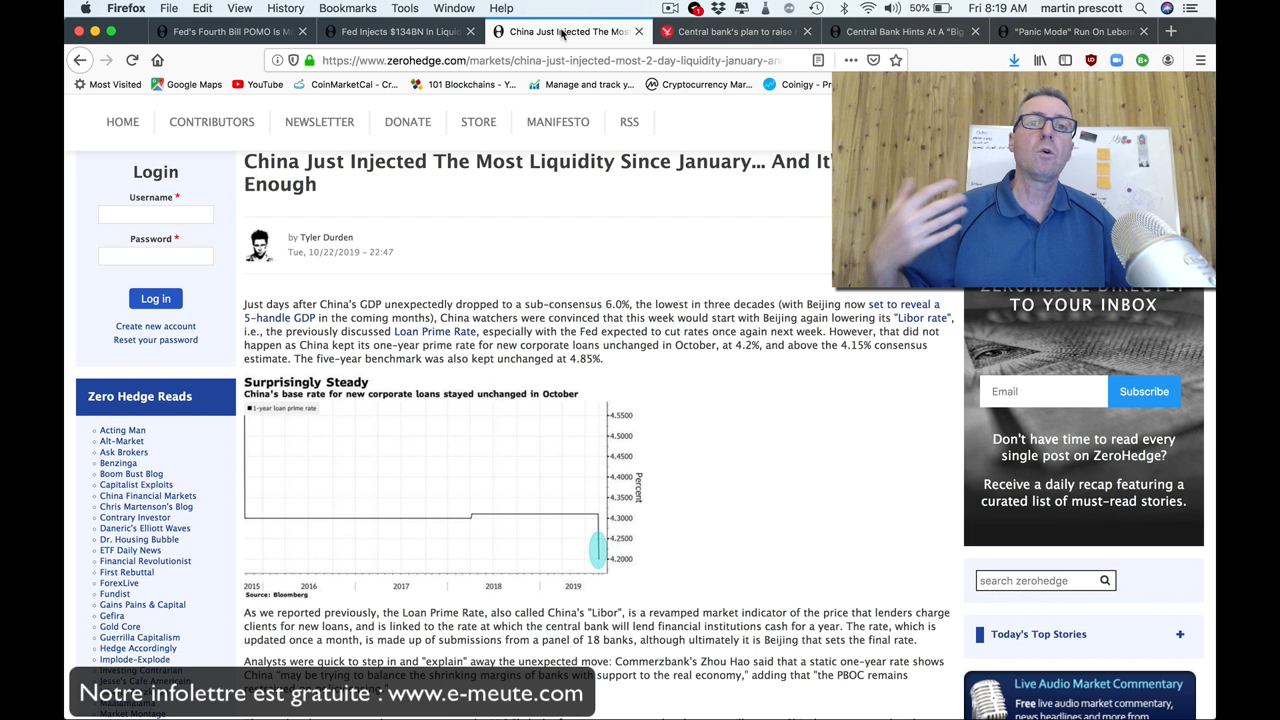 Firefox File Edit View History Bookmarks Tools Window Help
50% Fri 8:19 AM martin prescott
Fed's Fourth Bill POMO Is M
Fed Injects $134BN In Liquid
China Just Injected The Mos
Central bank's plan to raise
Central Bank Hints At A "Big
"Panic Mode" Run On Leban
https://www.zerohedge.com/markets/china-just-injected-most-2-day-liquidity-january-an
Most Visited Google Maps YouTube CoinMarketCal - Cr... 101 Blockchains - Y... Manage and track y... Cryptocurrency Mar... Coinigy - Cryp
HOME CONTRIBUTORS NEWSLETTER DONATE STORE MANIFESTO RSS
Login
Username *
Password *
Log in
Create new account
Reset your password
Zero Hedge Reads
Acting Man
Alt-Market
Ask Brokers
Benzinga
Boom Bust Blog
Capitalist Exploits
China Financial Markets
Chris Martenson's Blog
Contrary Investor
Daneric's Elliott Waves
Dr. Housing Bubble
ETF Daily News
Financial Revolutionist
First Rebuttal
ForexLive
Fundist
Gains Pains & Capital
Gefira
Gold Core
Guerrilla Capitalism
Hedge Accordingly
Implode-Explode
Market Montage
China Just Injected The Most Liquidity Since January... And It'
Enough
by Tyler Durden
Tue, 10/22/2019 - 22:47
Just days after China's GDP unexpectedly dropped to a sub-consensus 6.0%, the lowest in three decades (with Beijing now set to reveal a
5-handle GDP in the coming months), China watchers were convinced that this week would start with Beijing again lowering its "Libor rate",
i.e., the previously discussed Loan Prime Rate, especially with the Fed expected to cut rates once again next week. However, that did not
happen as China kept its one-year prime rate for new corporate loans unchanged in October, at 4.2%, and above the 4.15% consensus
estimate. The five-year benchmark was also kept unchanged at 4.85%.
Surprisingly Steady
China's base rate for new corporate loans stayed unchanged in October
1-year loan prime rate
4.5500
4.5000
4.4500
4.4000
4.3500
4.3000
4.2500
4.2000
Percent
2015 2016 2017 2018 2019
Source: Bloomberg
As we reported previously, the Loan Prime Rate, also called China's "Libor", is a revamped market indicator of the price that lenders charge
clients for new loans, and is linked to the rate at which the central bank will lend financial institutions cash for a year. The rate, which is
updated once a month, is made up of submissions from a panel of 18 banks, although ultimately it is Beijing that sets the final rate.
Analysts were quick to step in and "explain" away the unexpected move: Commerzbank's Zhou Hao said that a static one-year rate shows
China "may be trying to balance the shrinking margins of banks with support to the real economy," adding that "the PBOC remains
TO YOUR INBOX
Email
Subscribe
Don't have time to read every
single post on ZeroHedge?
Receive a daily recap featuring a
curated list of must-read stories.
search zerohedge
Today's Top Stories +
Live Audio Market Commentary
Free live audio market commentary,
Notre infolettre est gratuite : www.e-meute.com